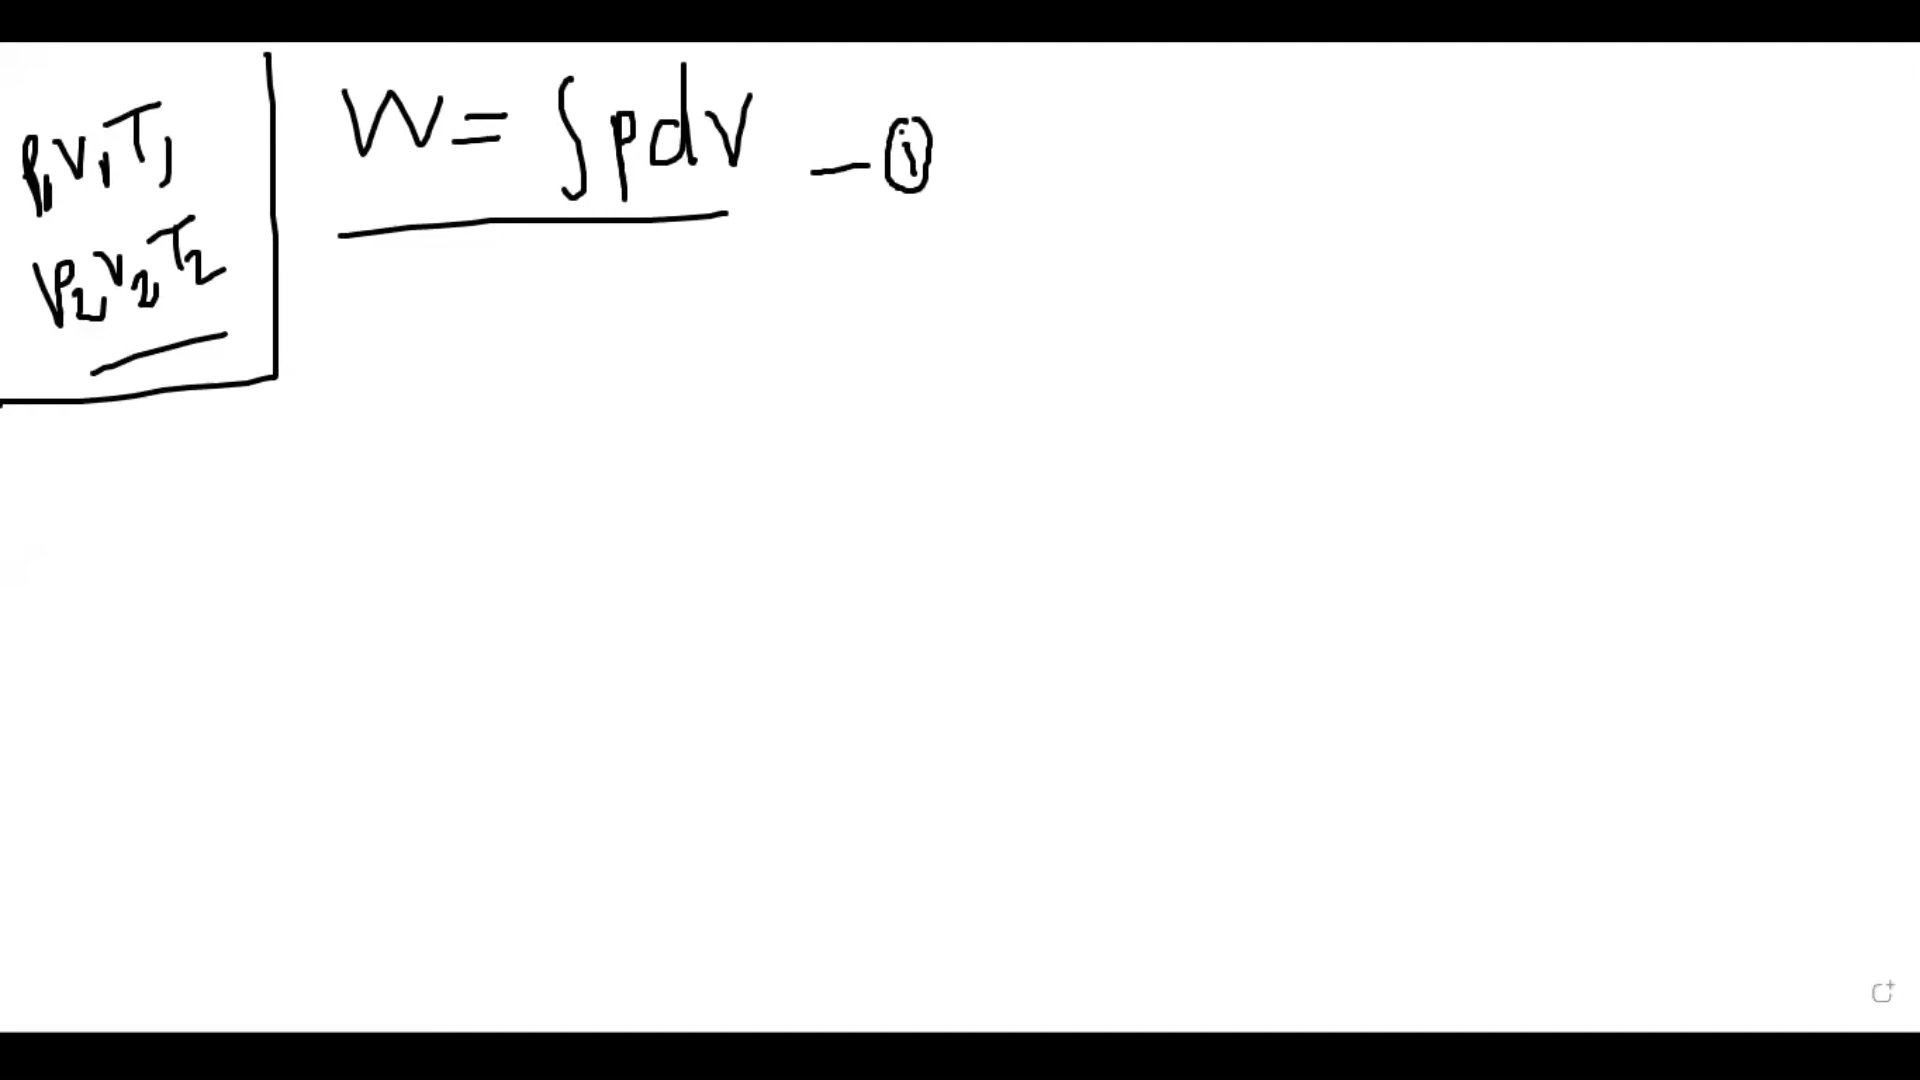 P₁V₁T₁
P₂V₂T₂
W = ∫pdv — ⓘ